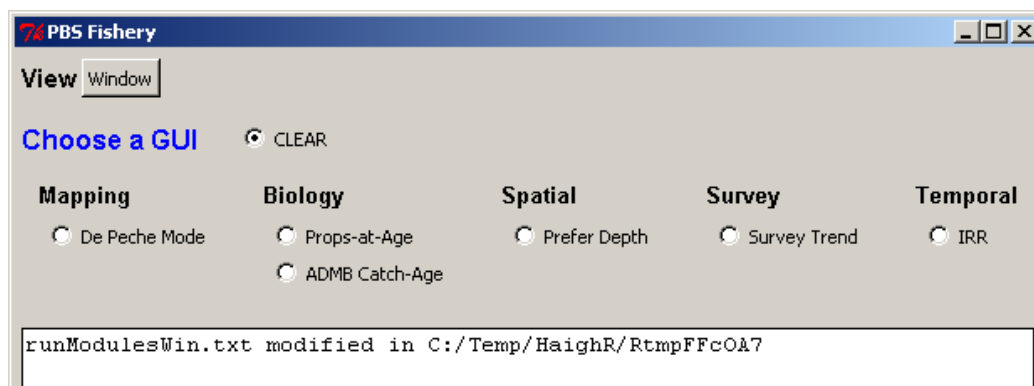 PBS Fishery
View Window
Choose a GUI CLEAR
Mapping Biology Spatial Survey Temporal
De Peche Mode Props-at-Age Prefer Depth Survey Trend IRR
ADMB Catch-Age
runModulesWin.txt modified in C:/Temp/HaighR/RtmpFFcOA7